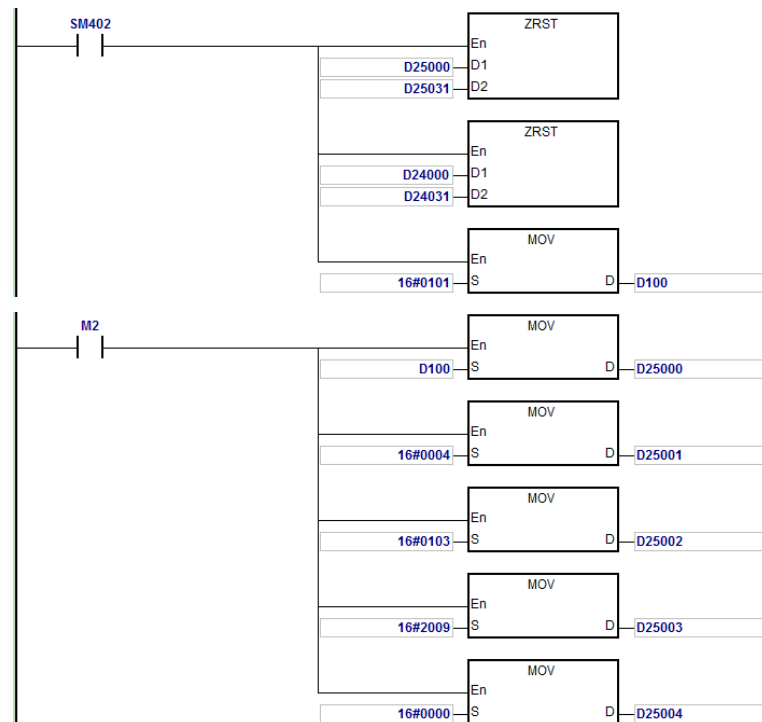 SM402
ZRST
En
D25000 D1
D25031 D2
ZRST
En
D24000 D1
D24031 D2
MOV
En
16#0101 S D D100
M2
MOV
En
D100 S D D25000
MOV
En
16#0004 S D D25001
MOV
En
16#0103 S D D25002
MOV
En
16#2009 S D D25003
MOV
En
16#0000 S D D25004